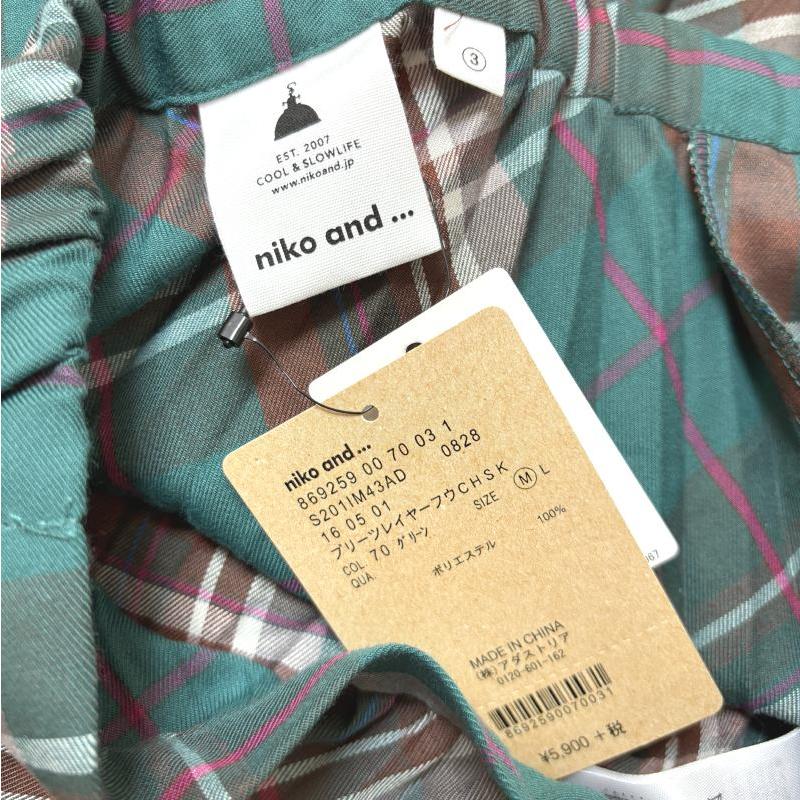 ③
EST. 2007
COOL & SLOWLIFE
www.nikoand.jp
niko and ...
niko and ...
869259 00 70 03 1
S201IM43AD 0828
16 05 01
プリーツレイヤーフウCHSK
COL 70 グリーン SIZE Ⓜ L
QUA.
ポリエステル 100%
MADE IN CHINA
(株)アダストリア
0120-601-162
8692590070031
¥5,900 +税